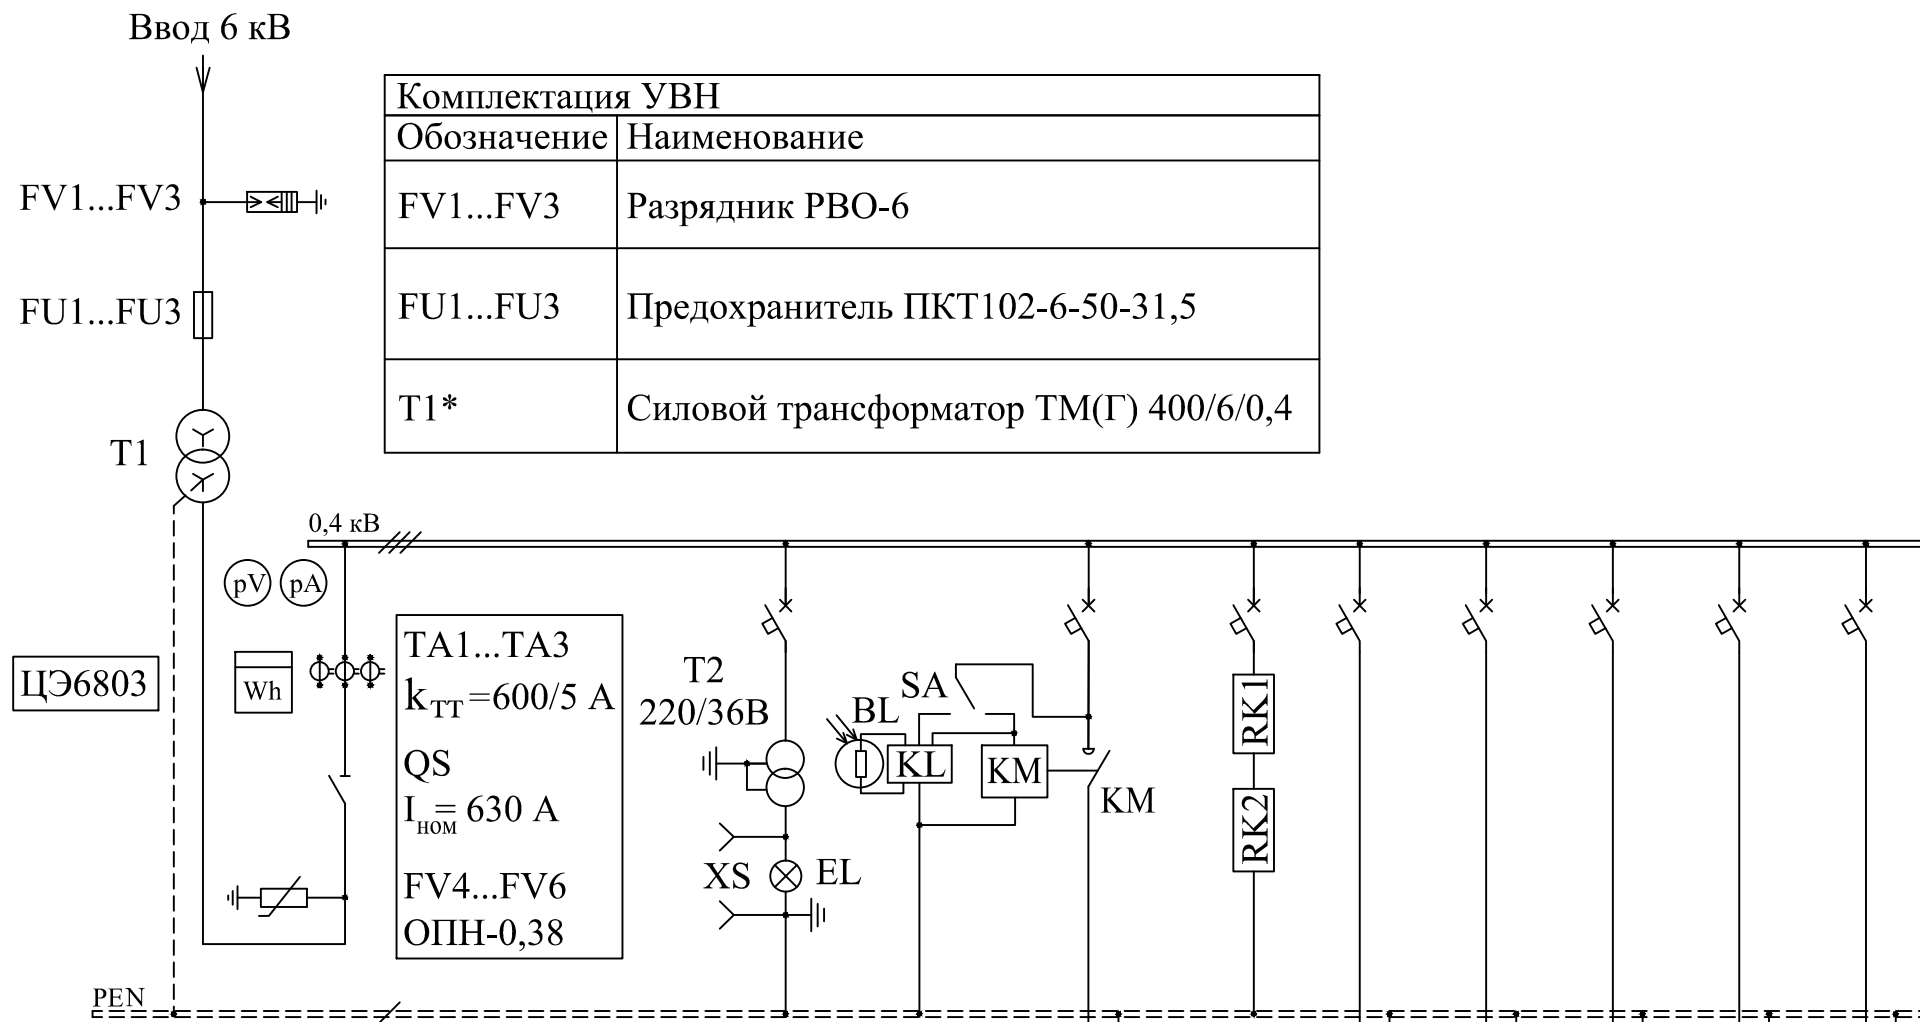 Ввод 6 кВ
Комплектация УВН
Обозначение Наименование
FV1...FV3
FV1...FV3 Разрядник РВО-6
FU1...FU3
FU1...FU3 Предохранитель ПКТ102-6-50-31,5
T1* Силовой трансформатор ТМ(Г) 400/6/0,4
T1
0,4 кВ
pV pA
ЦЭ6803
Wh
TA1...TA3
kТТ=600/5 А
QS
Iном= 630 А
FV4...FV6
ОПН-0,38
T2
220/36В
XS
EL
BL
SA
KL
KM
KM
RK1
RK2
PEN